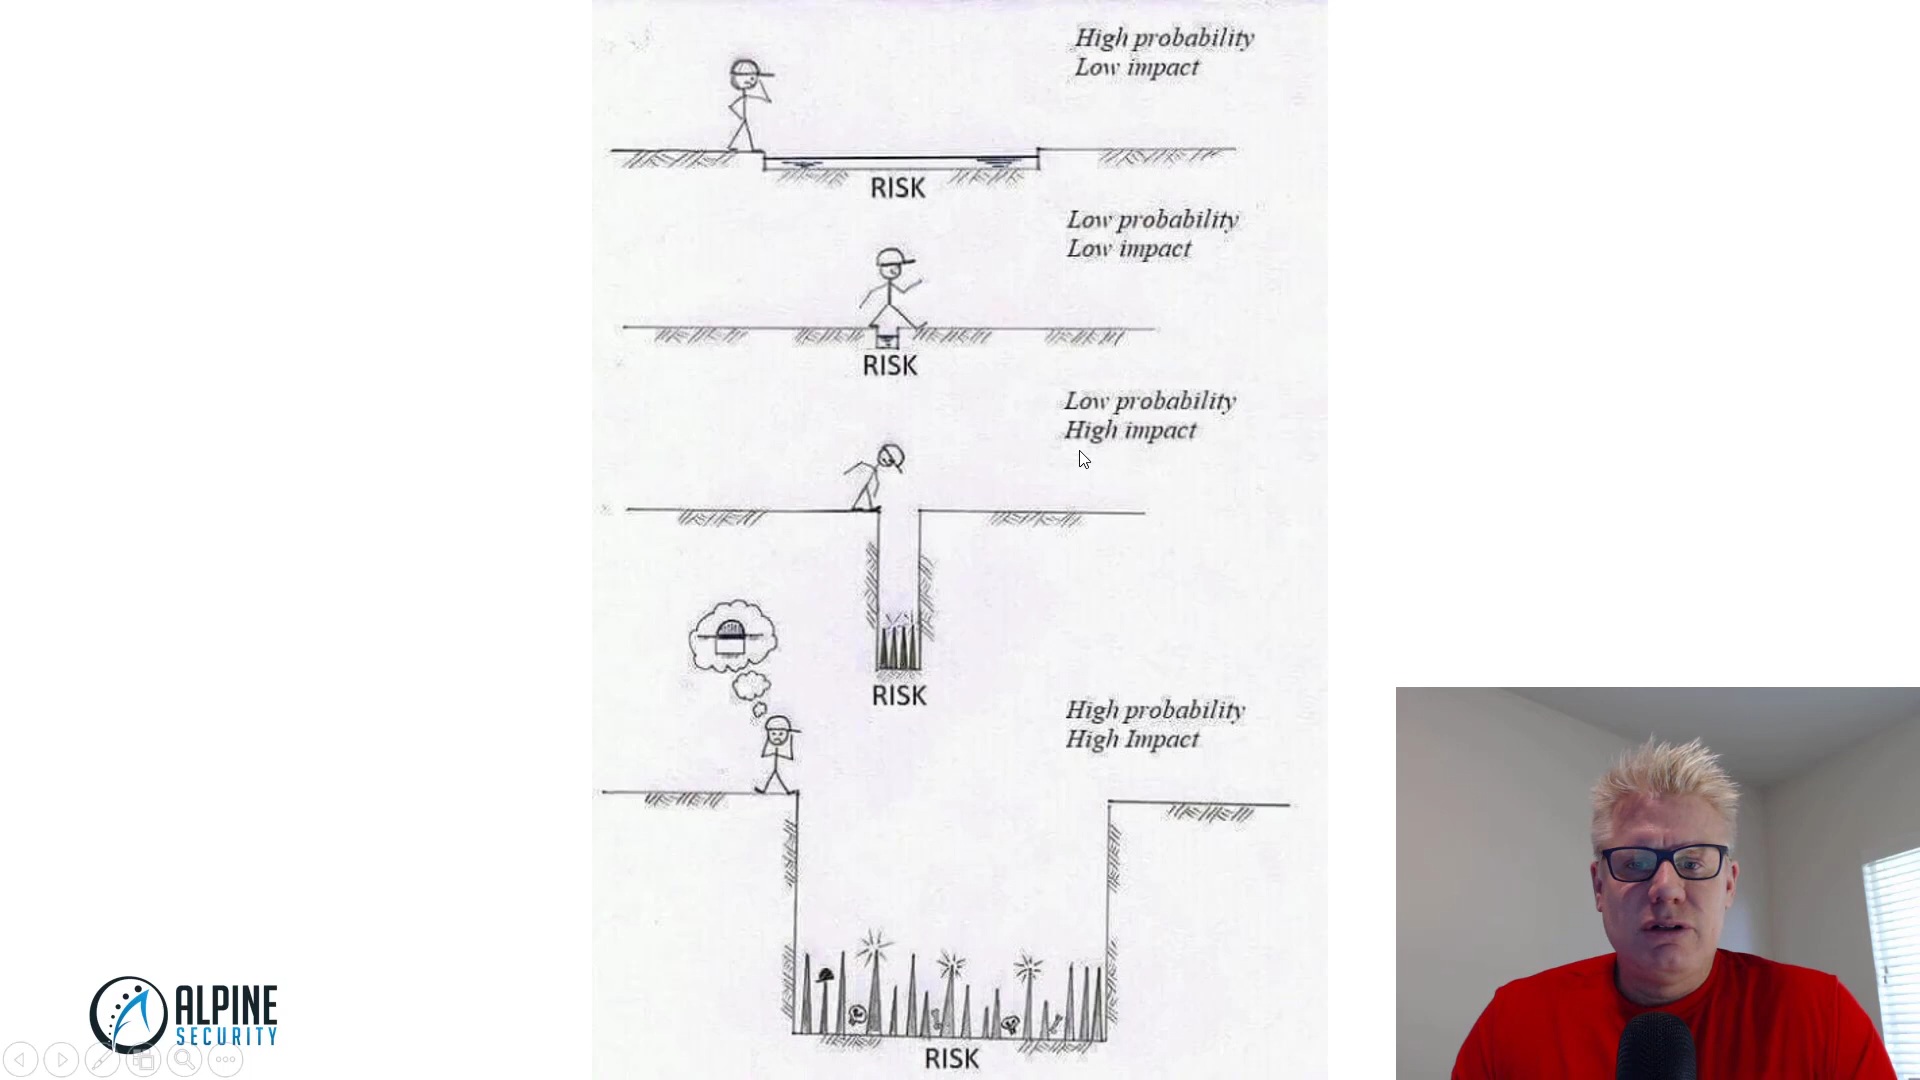 High probability
Low impact
RISK
Low probability
Low impact
RISK
Low probability
High impact
RISK
High probability
High Impact
RISK
ALPINE
SECURITY